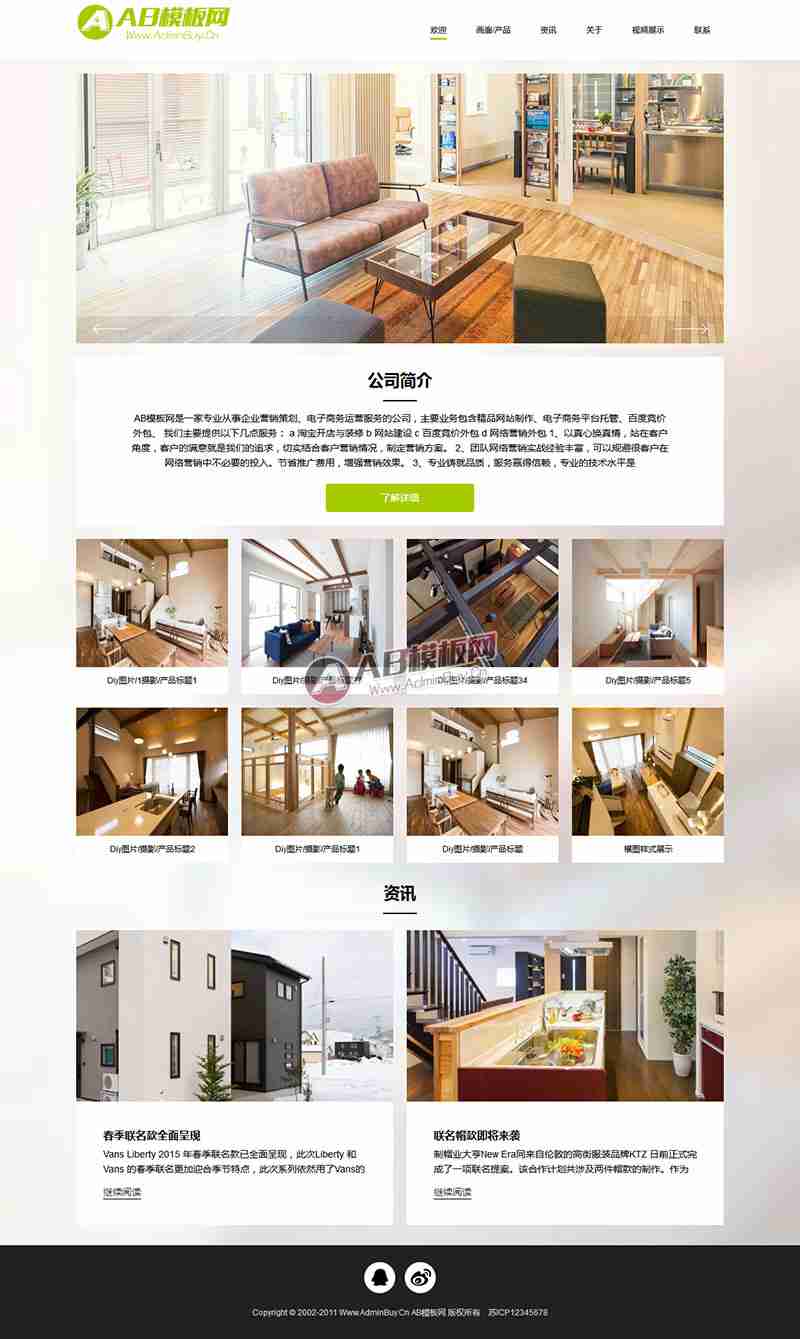 AB模板网
Www.AdminBuy.Cn
欢迎 画廊/产品 资讯 关于 视频展示 联系
公司简介
AB模板网是一家专业从事企业营销策划、电子商务运营服务的公司，主要业务包含精品网站制作、电子商务平台托管、百度竞价
外包、 我们主要提供以下几点服务： a 淘宝开店与装修 b 网站建设 c 百度竞价外包 d 网络营销外包 1、以真心换真情，站在客户
角度，客户的满意就是我们的追求，切实结合客户营销情况，制定营销方案。 2、团队网络营销实战经验丰富，可以规避很客户在
网络营销中不必要的投入。节省推广费用，增强营销效果。 3、专业铸就品质，服务赢得信赖，专业的技术水平是
了解详细
AB模板网
Www.AdminBuy.Cn
Diy图片/1摄影/产品标题1
Diy图片/摄影/产品标题
Diy图片/摄影/产品标题34
Diy图片/摄影/产品标题5
Diy图片/摄影/产品标题2
Diy图片/摄影/产品标题1
Diy图片/摄影/产品标题
横图样式展示
资讯
春季联名款全面呈现
Vans Liberty 2015 年春季联名款已全面呈现，此次Liberty 和
Vans 的春季联名更加迎合季节特点，此次系列依然用了Vans的
继续阅读
联名帽款即将来袭
制帽业大亨New Era同来自伦敦的高街服装品牌KTZ 日前正式完
成了一项联名提案。该合作计划共涉及两件帽款的制作。作为
继续阅读
Copyright © 2002-2011 Www.AdminBuy.Cn AB模板网 版权所有 苏ICP12345678